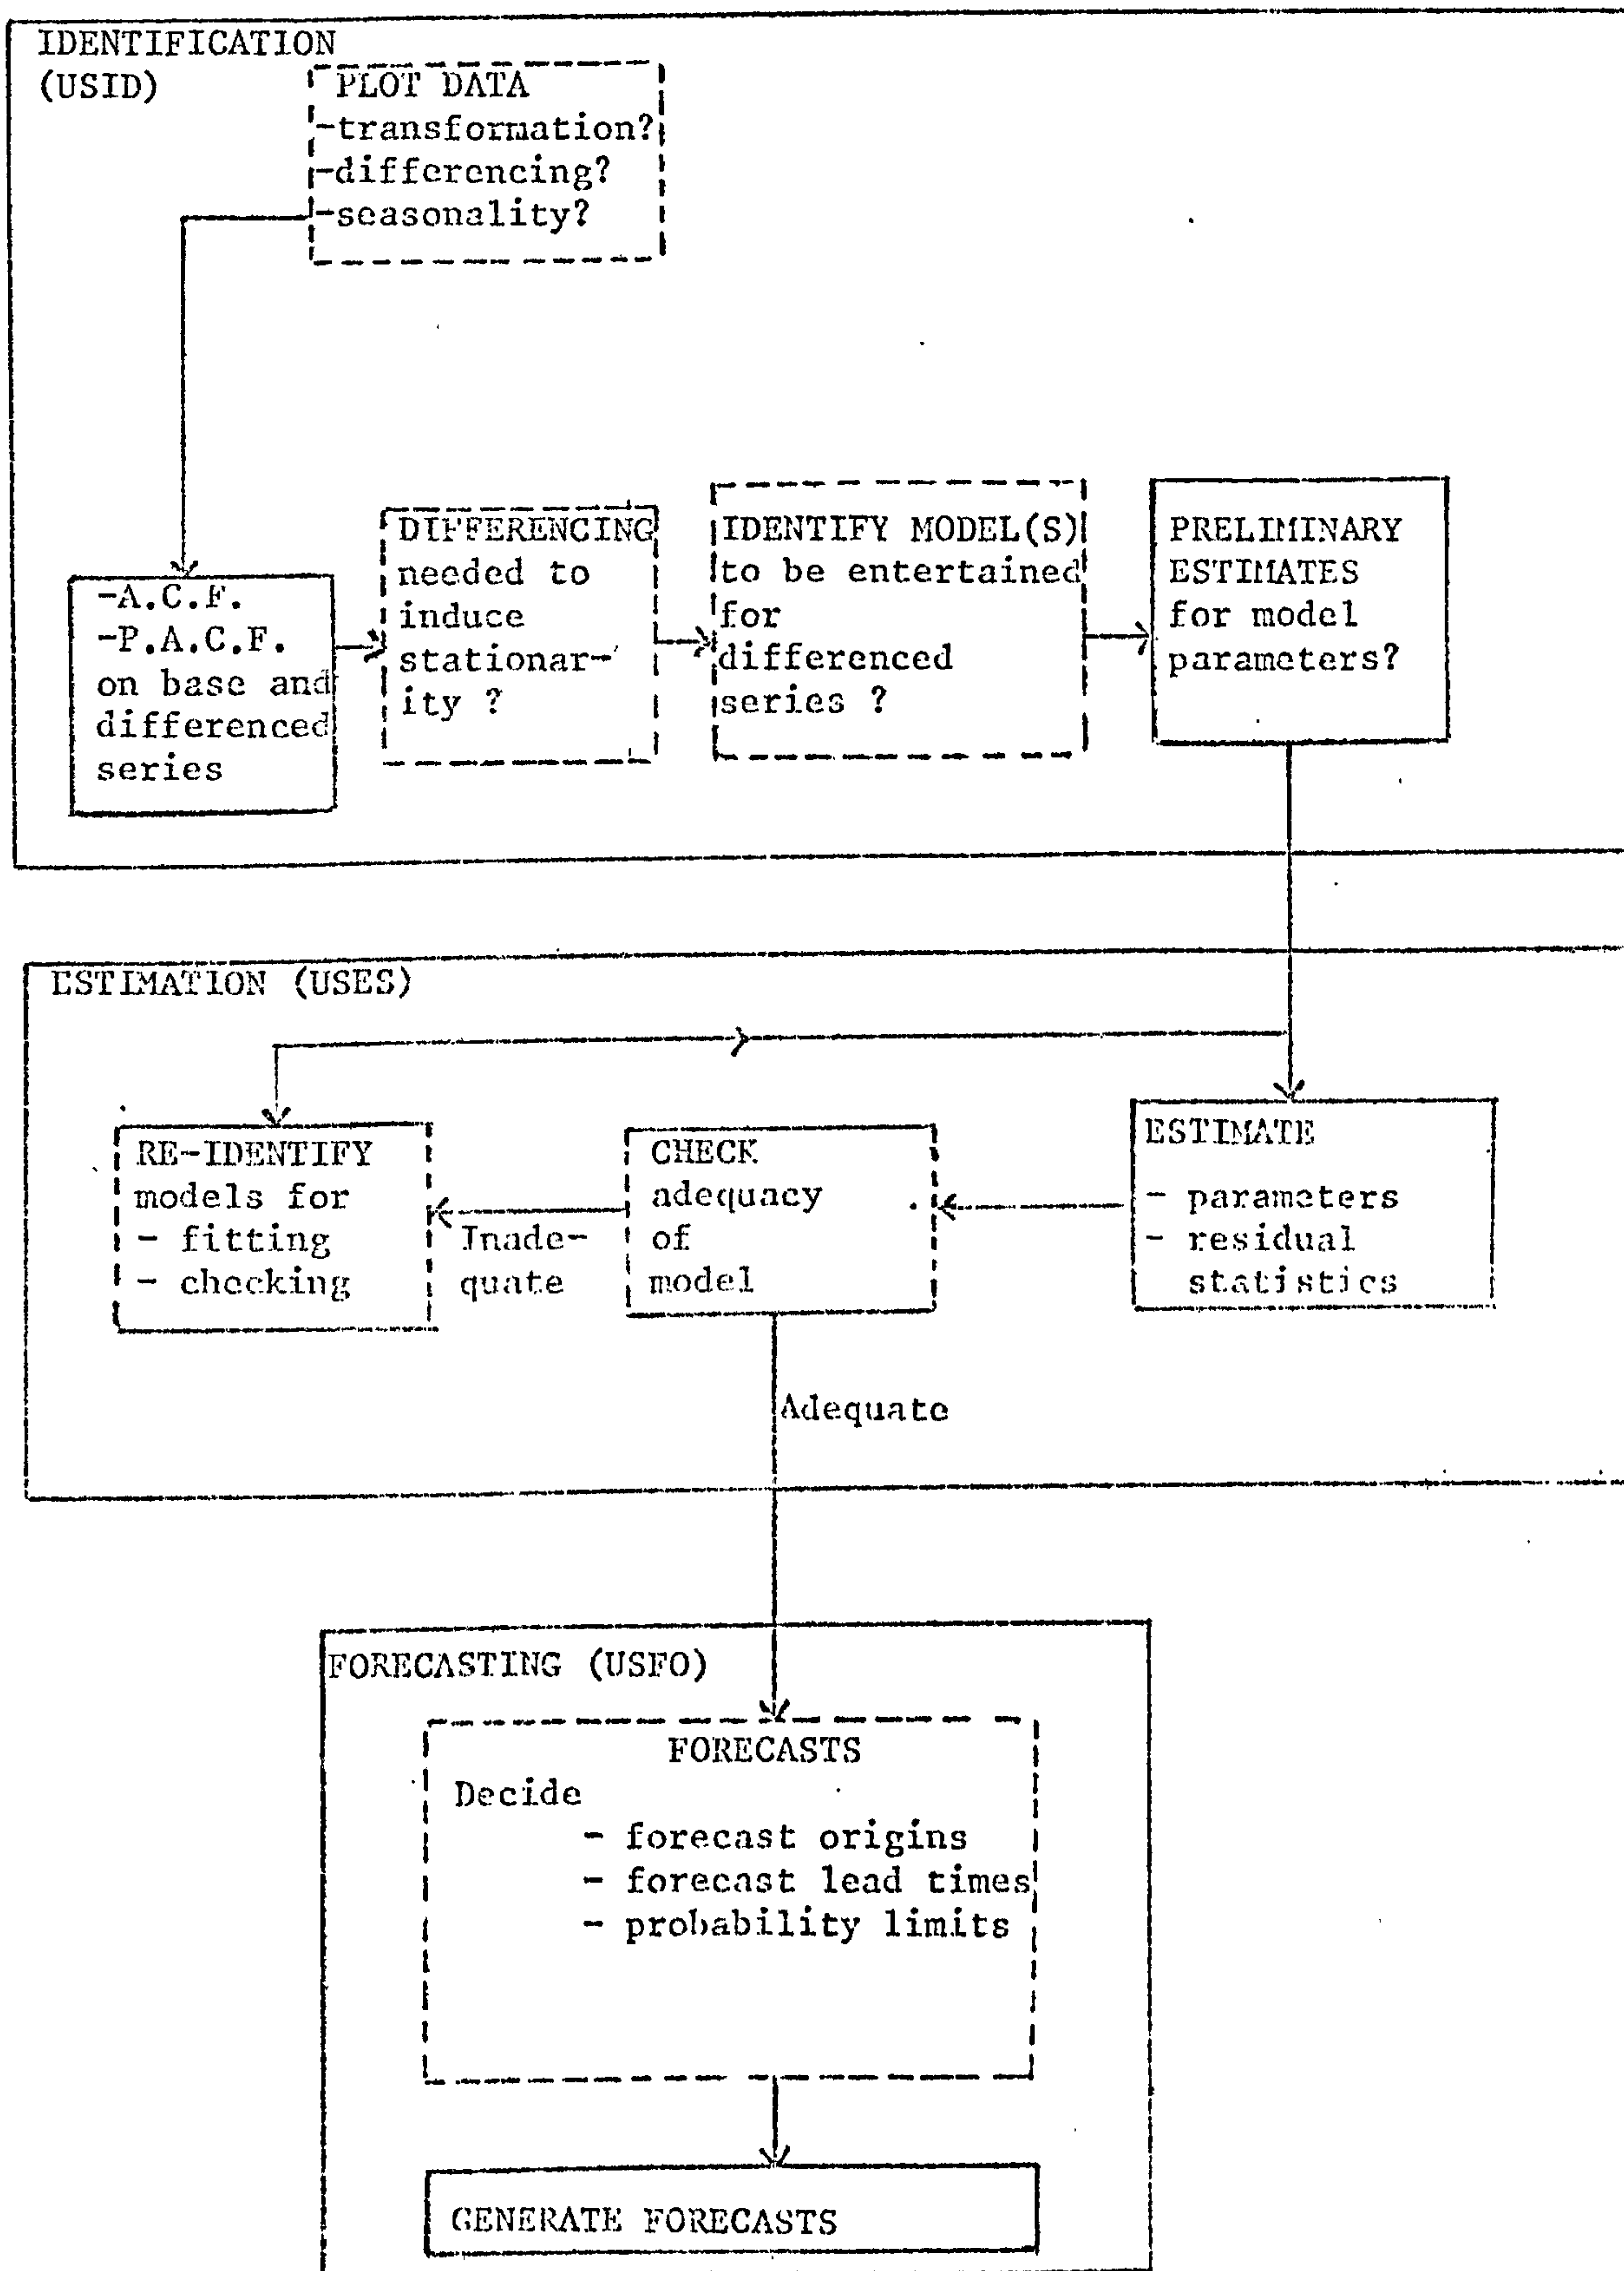 IDENTIFICATION
(USID)
PLOT DATA
-transformation?
-differencing?
-seasonality?
-A.C.F.
-P.A.C.F.
on base and
differenced
series
DIFFERENCING
needed to
induce
stationar-
ity ?
IDENTIFY MODEL(S)
to be entertained
for
differenced
series ?
PRELIMINARY
ESTIMATES
for model
parameters?
ESTIMATION (USES)
RE-IDENTIFY
models for
- fitting
- checking
Inade-
quate
CHECK
adequacy
of
model
ESTIMATE
- parameters
- residual
statistics
Adequate
FORECASTING (USFO)
FORECASTS
Decide
- forecast origins
- forecast lead times
- probability limits
GENERATE FORECASTS